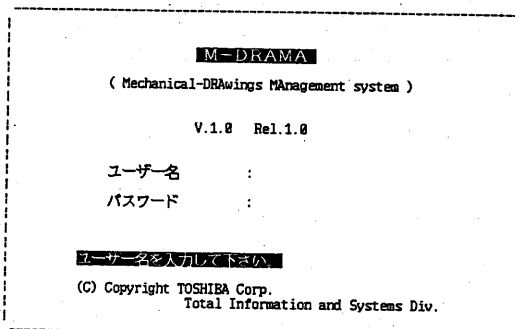 M-DRAMA
( Mechanical-DRAwings MAnagement system )
V.1.0 Rel.1.0
ユーザー名 :
パスワード :
ユーザー名を入力して下さい。
(C) Copyright TOSHIBA Corp.
Total Information and Systems Div.